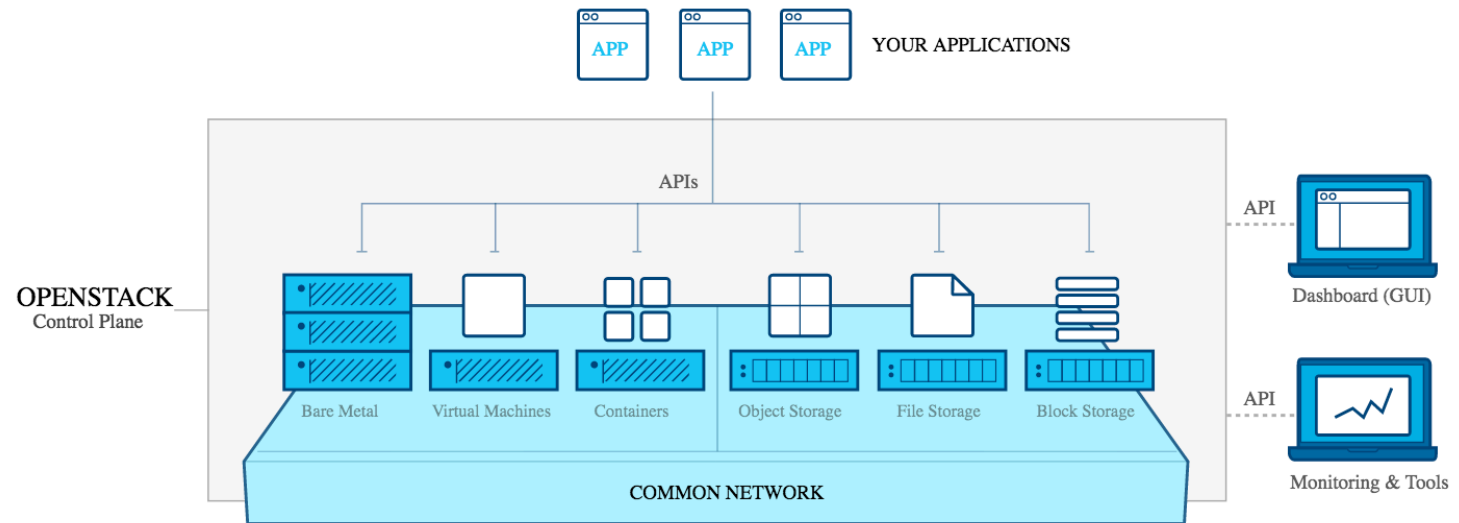 APP
APP
APP
YOUR APPLICATIONS
APIs
API
OPENSTACK
Control Plane
Dashboard (GUI)
API
Bare Metal
Virtual Machines
Containers
Object Storage
File Storage
Block Storage
Monitoring & Tools
COMMON NETWORK